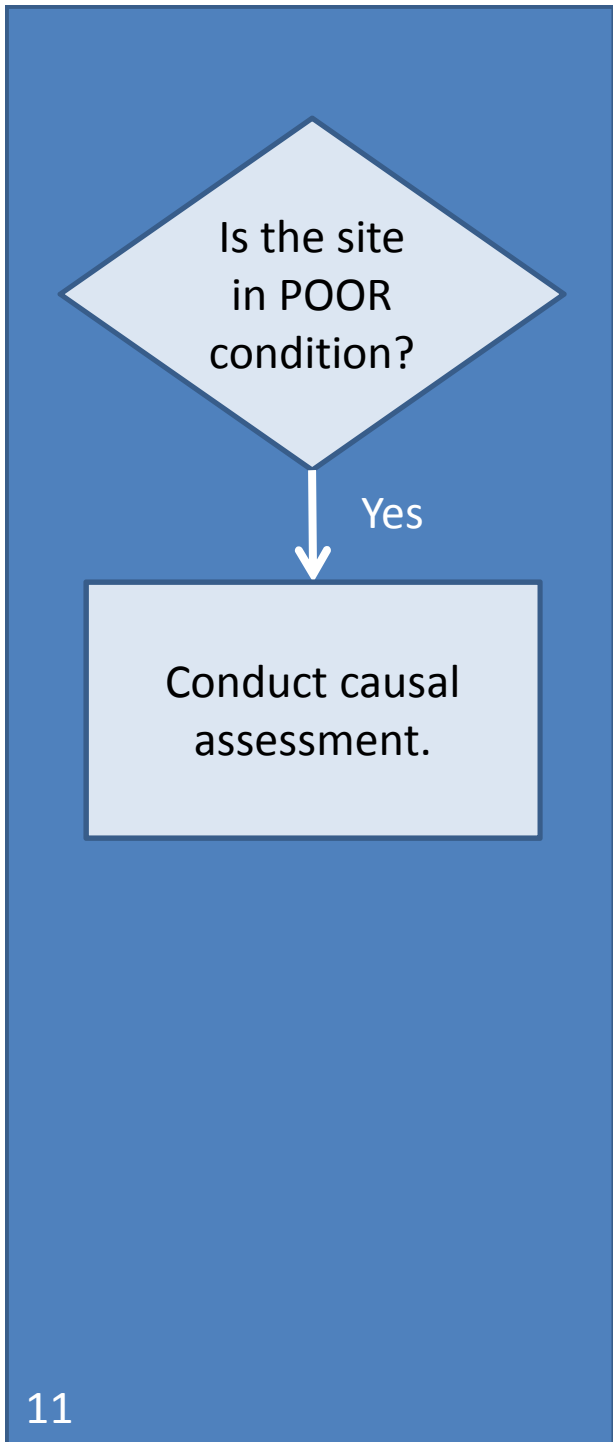 Is the site
in POOR
condition?
Yes
Conduct causal
assessment.
11